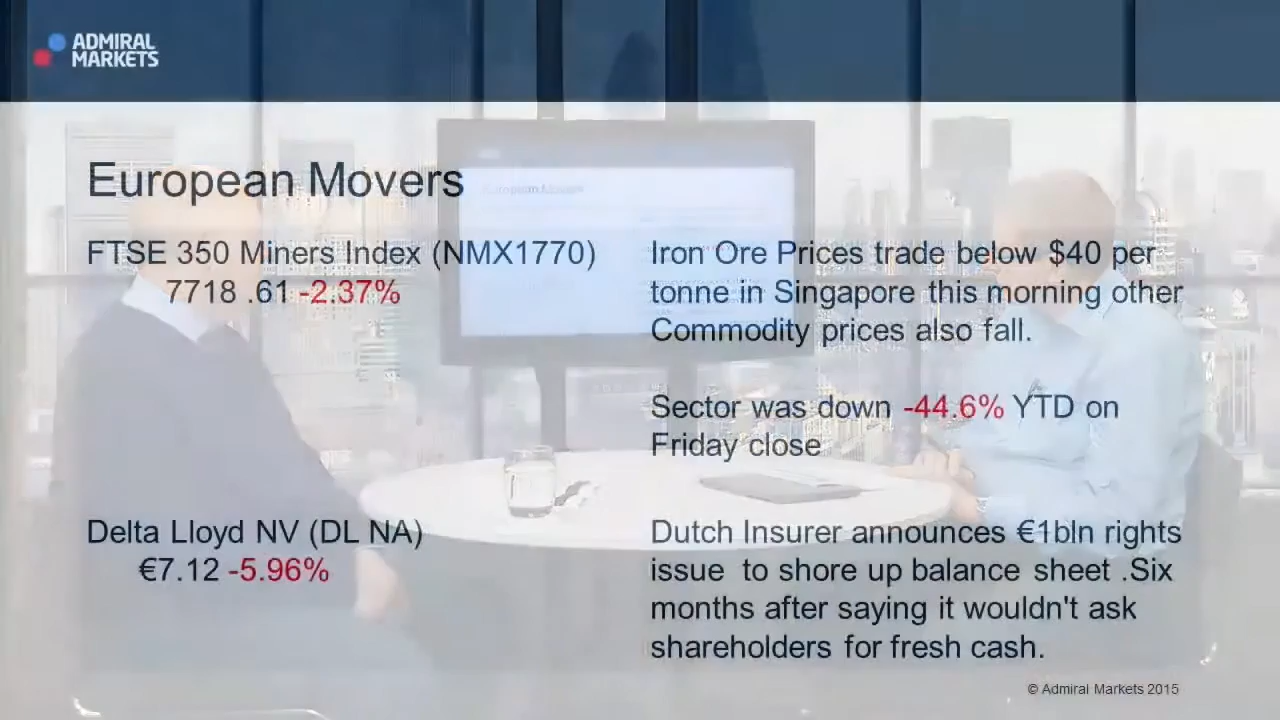 ADMIRAL
MARKETS
European Movers
FTSE 350 Miners Index (NMX1770)
7718 .61 -2.37%
Iron Ore Prices trade below $40 per
tonne in Singapore this morning other
Commodity prices also fall.
Sector was down -44.6% YTD on
Friday close
Delta Lloyd NV (DL NA)
€7.12 -5.96%
Dutch Insurer announces €1bln rights
issue to shore up balance sheet .Six
months after saying it wouldn't ask
shareholders for fresh cash.
© Admiral Markets 2015